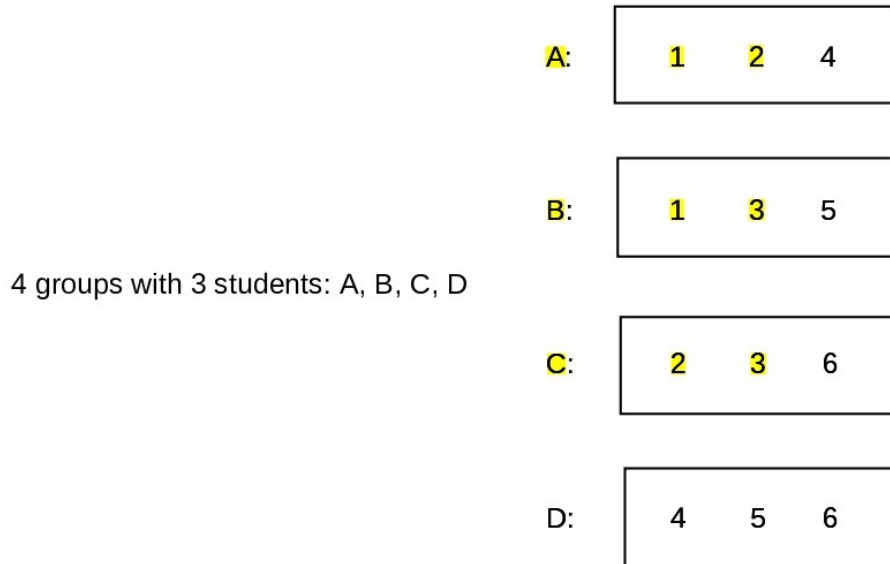 A: 1 2 4
B: 1 3 5
4 groups with 3 students: A, B, C, D
C: 2 3 6
D: 4 5 6